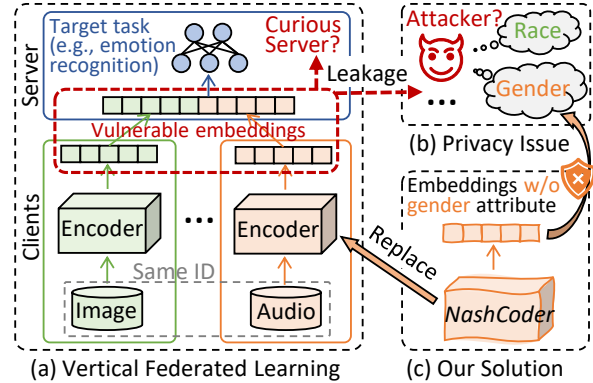 Server
Target task
(e.g., emotion
recognition)
Curious
Server?
Leakage
Vulnerable embeddings
Clients
Encoder
...
Encoder
Same ID
Image
Audio
(a) Vertical Federated Learning
Attacker?
...
Race
Gender
(b) Privacy Issue
Embeddings w/o
gender attribute
Replace
NashCoder
(c) Our Solution